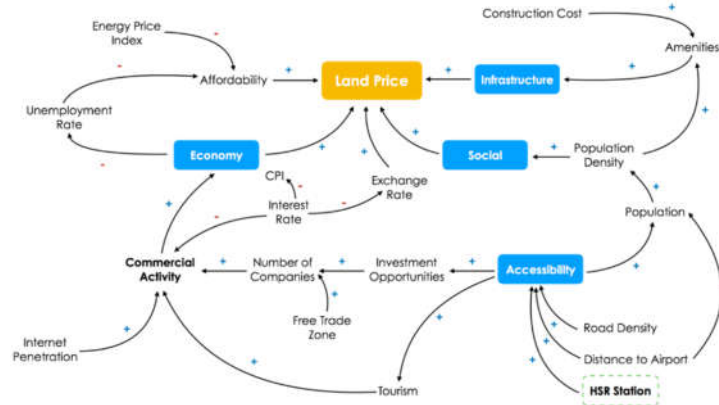 Construction Cost
Energy Price
Index
-
+
Amenities
-
-
Affordability
+
Land Price
+
Infrastructure
+
Unemployment
Rate
+
-
Economy
+
+
+
Social
+
Population
Density
CPI
-
Exchange
Rate
+
+
Interest
Rate
-
-
Population
Commercial
Activity
+
Number of
Companies
+
Investment
Opportunities
+
Accessibility
+
+
Free Trade
Zone
+
Road Density
+
+
Internet
Penetration
+
+
+
Distance to Airport
+
Tourism
HSR Station